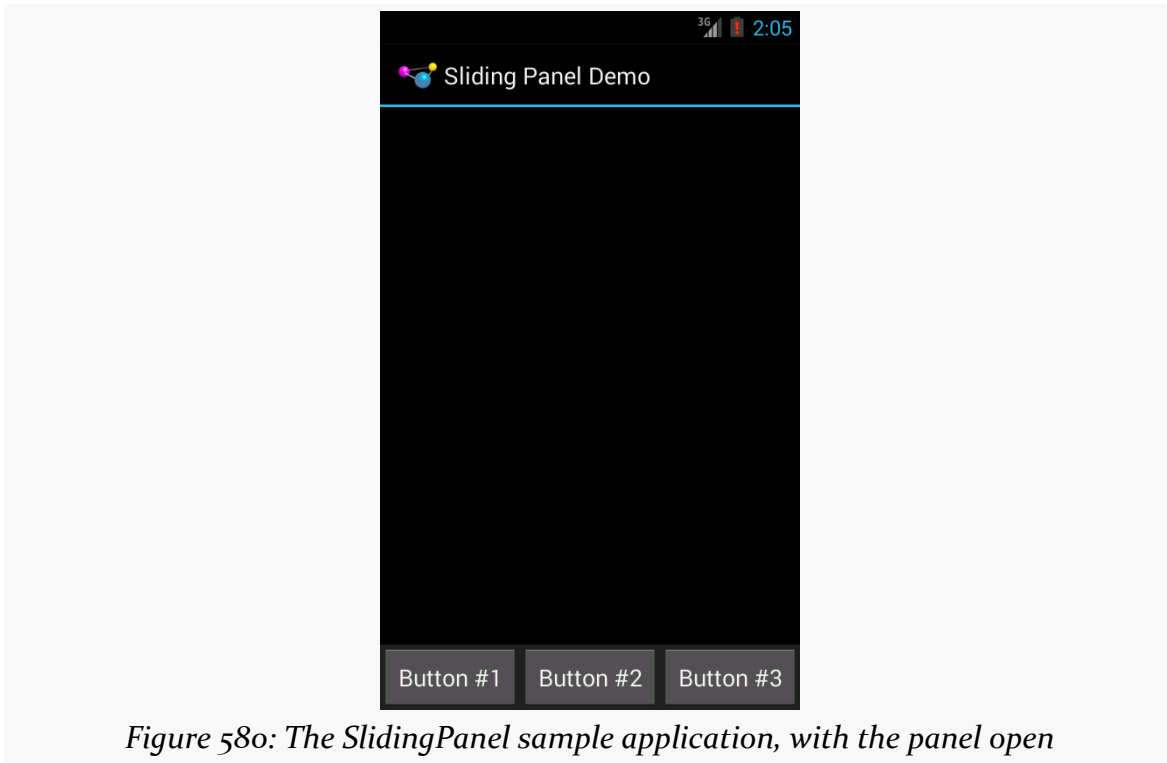 3G 2:05
Sliding Panel Demo
Button #1 Button #2 Button #3
Figure 580: The SlidingPanel sample application, with the panel open